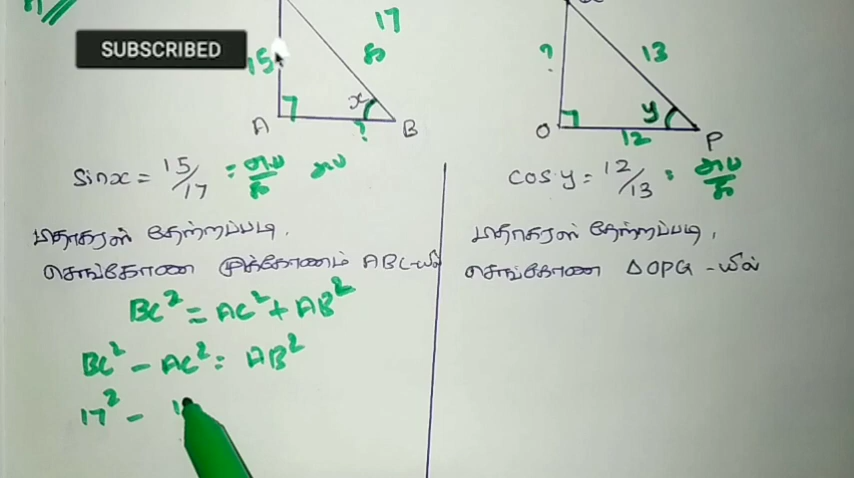 SUBSCRIBED
15
17
x
A
?
B
sin x = 15/17
பிதாகரஸ் தேற்றப்படி,
செங்கோண முக்கோணம் ABC-யில்
BC² = AC² + AB²
BC² - AC² = AB²
17² -
?
13
y
O
12
P
cos y = 12/13
பிதாகரஸ் தேற்றப்படி,
செங்கோண ΔOPQ -யில்